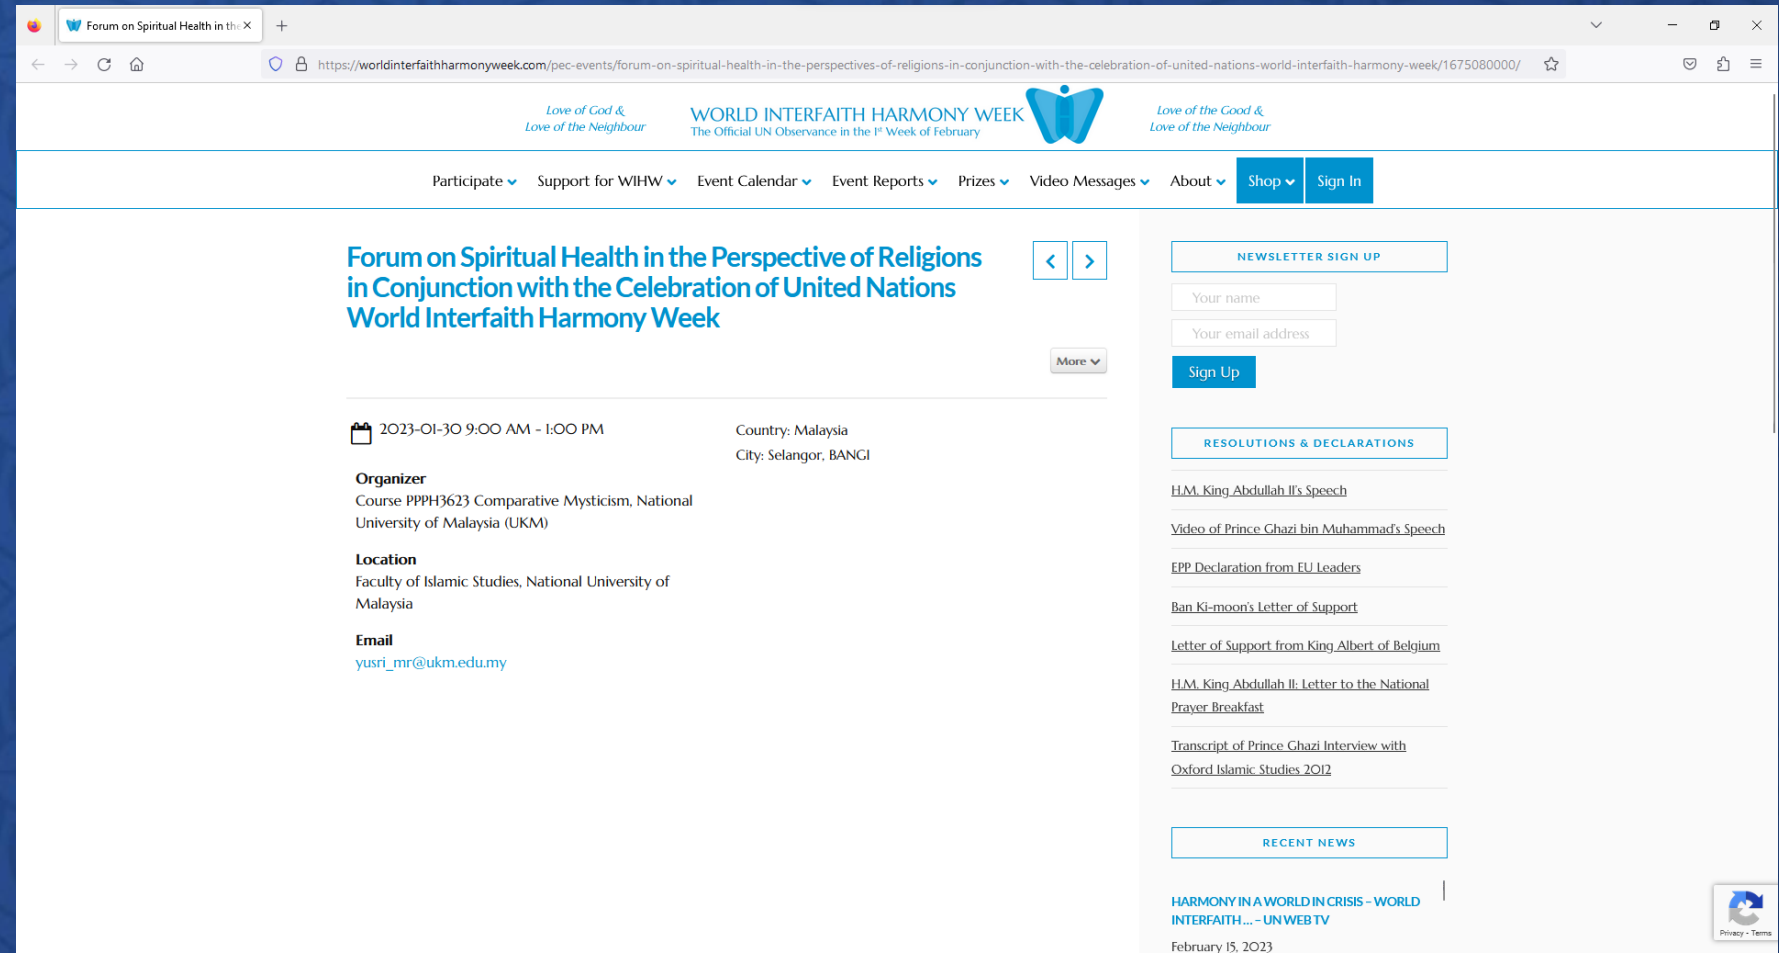 Forum on Spiritual Health in the
https://worldinterfaithharmonyweek.com/pec-events/forum-on-spiritual-health-in-the-perspectives-of-religions-in-conjunction-with-the-celebration-of-united-nations-world-interfaith-harmony-week/1675080000/
Love of God &
Love of the Neighbour
WORLD INTERFAITH HARMONY WEEK
The Official UN Observance in the 1st Week of February
Love of the Good &
Love of the Neighbour
Participate Support for WIHW Event Calendar Event Reports Prizes Video Messages About Shop Sign In
Forum on Spiritual Health in the Perspective of Religions
in Conjunction with the Celebration of United Nations
World Interfaith Harmony Week
More
2023-01-30 9:00 AM - 1:00 PM
Country: Malaysia
City: Selangor, BANGI
Organizer
Course PPPH3623 Comparative Mysticism, National
University of Malaysia (UKM)
Location
Faculty of Islamic Studies, National University of
Malaysia
Email
yusri_mr@ukm.edu.my
NEWSLETTER SIGN UP
Your name
Your email address
Sign Up
RESOLUTIONS & DECLARATIONS
H.M. King Abdullah II's Speech
Video of Prince Ghazi bin Muhammad's Speech
EPP Declaration from EU Leaders
Ban Ki-moon's Letter of Support
Letter of Support from King Albert of Belgium
H.M. King Abdullah II: Letter to the National
Prayer Breakfast
Transcript of Prince Ghazi Interview with
Oxford Islamic Studies 2012
RECENT NEWS
HARMONY IN A WORLD IN CRISIS – WORLD
INTERFAITH ... – UN WEB TV
February 15, 2023
Privacy - Terms